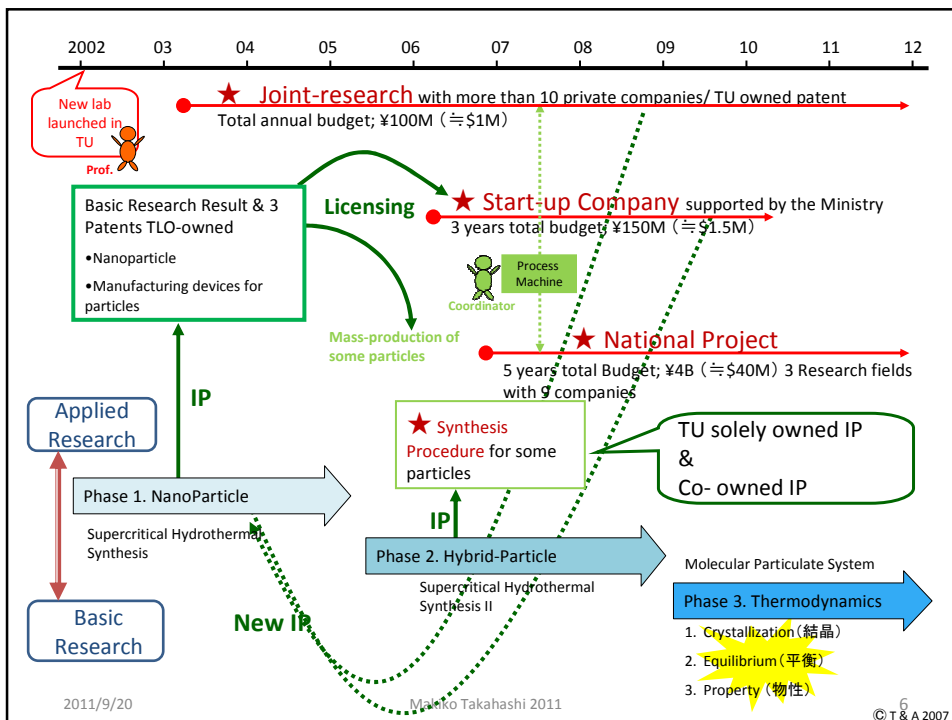 2002 03 04 05 06 07 08 09 10 11 12
New lab
launched in
TU
Prof.
★ Joint-research with more than 10 private companies/ TU owned patent
Total annual budget; ¥100M (≒$1M)
Basic Research Result & 3
Patents TLO-owned
•Nanoparticle
•Manufacturing devices for
particles
Licensing
★ Start-up Company supported by the Ministry
3 years total budget; ¥150M (≒$1.5M)
Process
Machine
Coordinator
Mass-production of
some particles
★ National Project
5 years total Budget; ¥4B (≒$40M) 3 Research fields
with 9 companies
IP
Applied
Research
★ Synthesis
Procedure for some
particles
TU solely owned IP
&
Co- owned IP
Phase 1. NanoParticle
Supercritical Hydrothermal
Synthesis
IP
Phase 2. Hybrid-Particle
Supercritical Hydrothermal
Synthesis II
Molecular Particulate System
Phase 3. Thermodynamics
Basic
Research
New IP
1. Crystallization(結晶)
2. Equilibrium(平衡)
3. Property (物性)
2011/9/20
Makiko Takahashi 2011
6
© T & A 2007